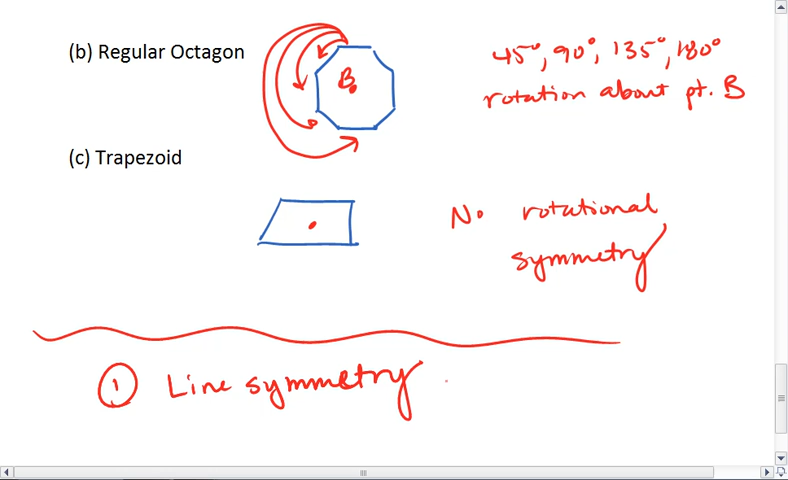 (b) Regular Octagon
B
45°, 90°, 135°, 180°
rotation about pt. B
(c) Trapezoid
No rotational
symmetry
① Line symmetry